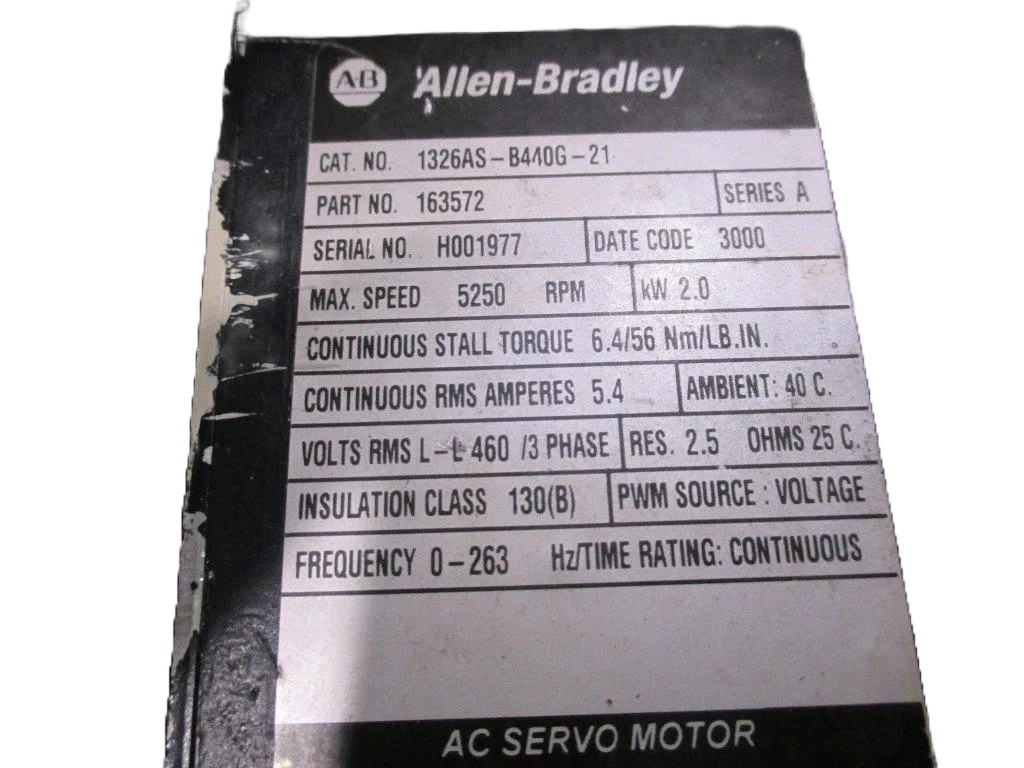 AB Allen-Bradley
CAT. NO. 1326AS-B440G-21
PART NO. 163572 SERIES A
SERIAL NO. H001977 DATE CODE 3000
MAX. SPEED 5250 RPM kW 2.0
CONTINUOUS STALL TORQUE 6.4/56 Nm/LB.IN.
CONTINUOUS RMS AMPERES 5.4 AMBIENT: 40 C.
VOLTS RMS L-L 460 /3 PHASE RES. 2.5 OHMS 25 C.
INSULATION CLASS 130(B) PWM SOURCE : VOLTAGE
FREQUENCY 0-263 Hz/TIME RATING: CONTINUOUS
AC SERVO MOTOR